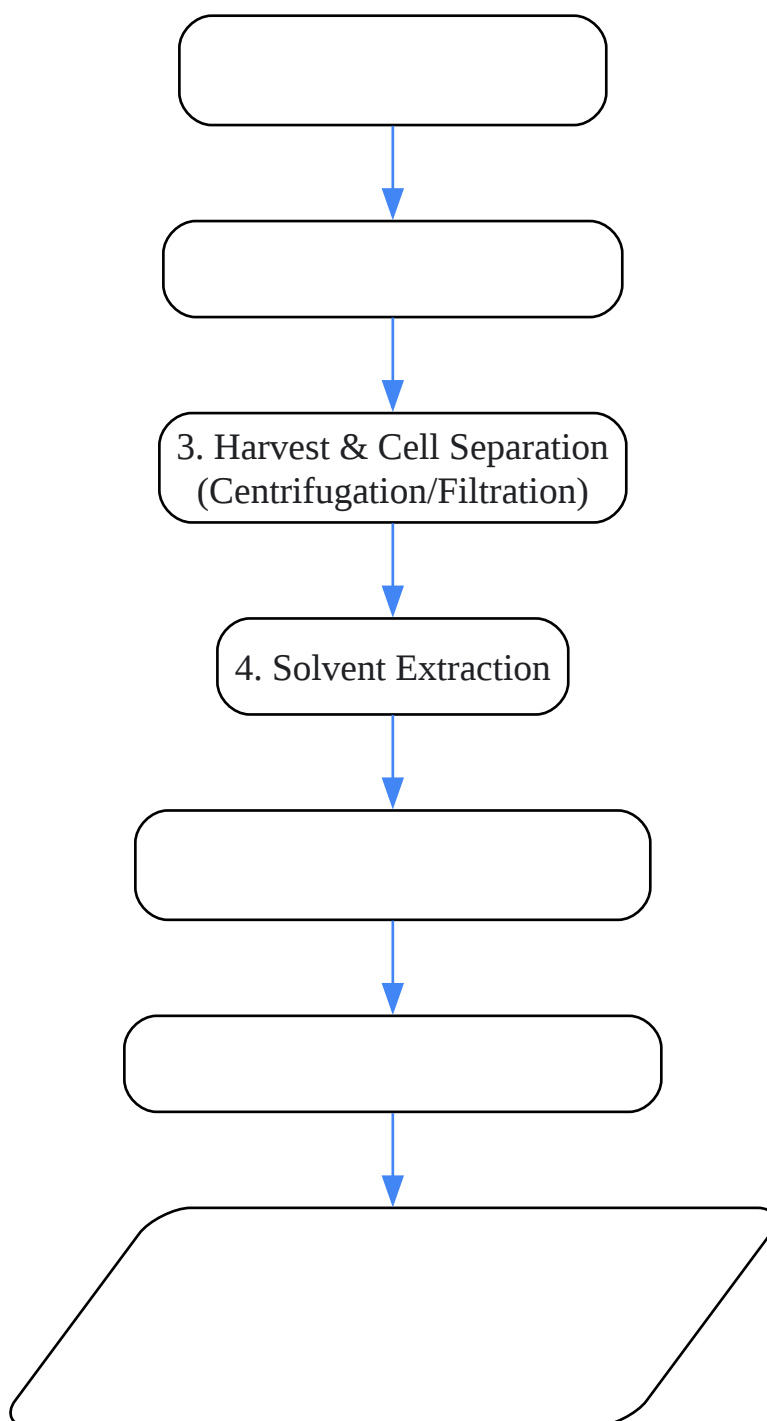 3. Harvest & Cell Separation
(Centrifugation/Filtration)
4. Solvent Extraction